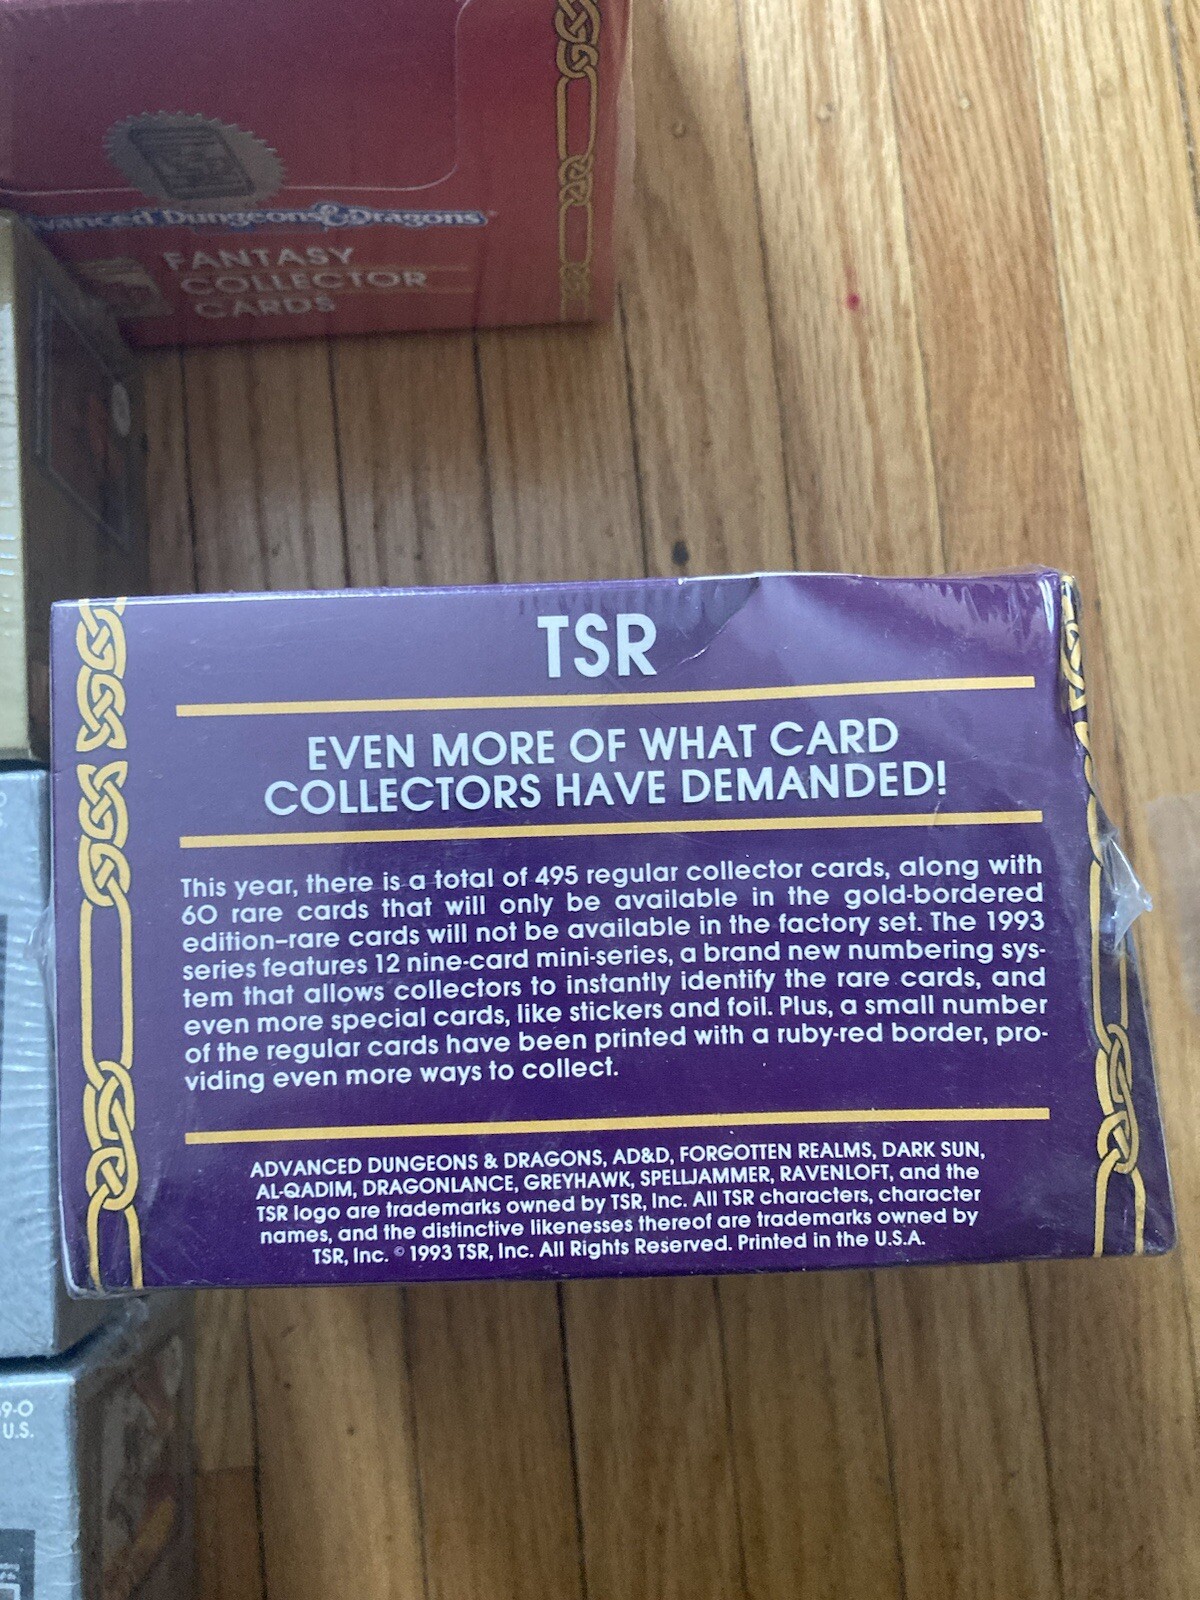 Advanced Dungeons & Dragons
FANTASY
COLLECTOR
CARDS
TSR
EVEN MORE OF WHAT CARD
COLLECTORS HAVE DEMANDED!
This year, there is a total of 495 regular collector cards, along with
60 rare cards that will only be available in the gold-bordered
edition–rare cards will not be available in the factory set. The 1993
series features 12 nine-card mini-series, a brand new numbering sys-
tem that allows collectors to instantly identify the rare cards, and
even more special cards, like stickers and foil. Plus, a small number
of the regular cards have been printed with a ruby-red border, pro-
viding even more ways to collect.
ADVANCED DUNGEONS & DRAGONS, AD&D, FORGOTTEN REALMS, DARK SUN,
AL-QADIM, DRAGONLANCE, GREYHAWK, SPELLJAMMER, RAVENLOFT, and the
TSR logo are trademarks owned by TSR, Inc. All TSR characters, character
names, and the distinctive likenesses thereof are trademarks owned by
TSR, Inc. © 1993 TSR, Inc. All Rights Reserved. Printed in the U.S.A.
9-O
U.S.